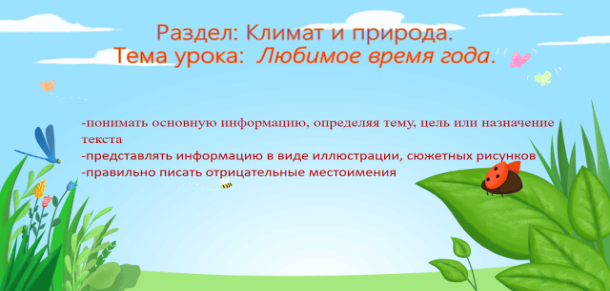 Раздел: Климат и природа.
Тема урока: Любимое время года.
-понимать основную информацию, определяя тему, цель или назначение
текста
-представлять информацию в виде иллюстрации, сюжетных рисунков
-правильно писать отрицательные местоимения